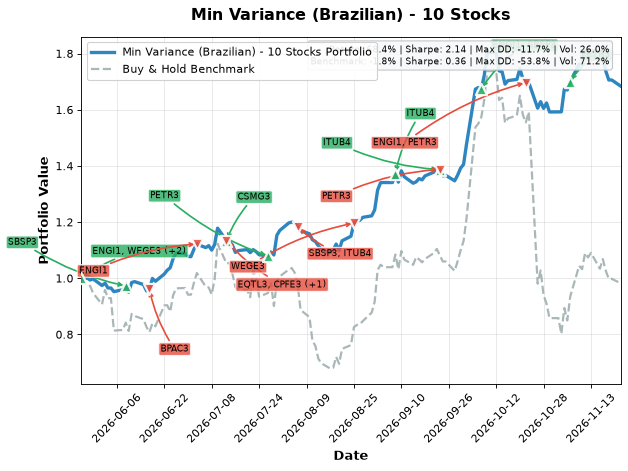 Min Variance (Brazilian) - 10 Stocks
Min Variance (Brazilian) - 10 Stocks Portfolio
Buy & Hold Benchmark
.4% | Sharpe: 2.14 | Max DD: -11.7% | Vol: 26.0%
.8% | Sharpe: 0.36 | Max DD: -53.8% | Vol: 71.2%
1.8
1.6
1.4
1.2
1.0
0.8
Portfolio Value
ITUB4
ITUB4
ENGI1, PETR3
PETR3
PETR3
CSMG3
SBSP3
ENGI1, WEGE3 (+2)
SBSP3, ITUB4
WEGE3
ENGI1
EQTL3, CPFE3 (+1)
BPAC3
2026-06-06
2026-06-22
2026-07-08
2026-07-24
2026-08-09
2026-08-25
2026-09-10
2026-09-26
2026-10-12
2026-10-28
2026-11-13
Date